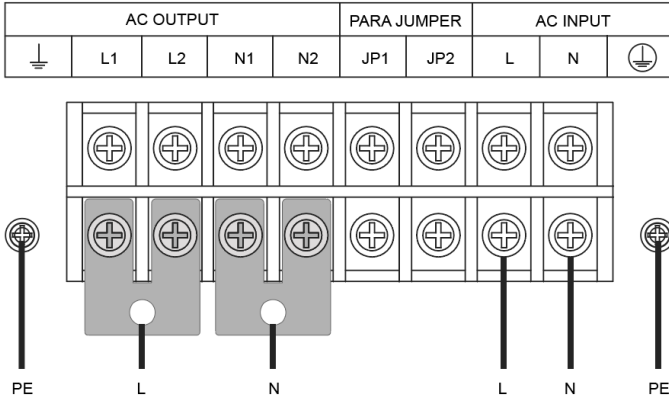 AC OUTPUT PARA JUMPER AC INPUT
L1 L2 N1 N2 JP1 JP2 L N
PE L N L N PE